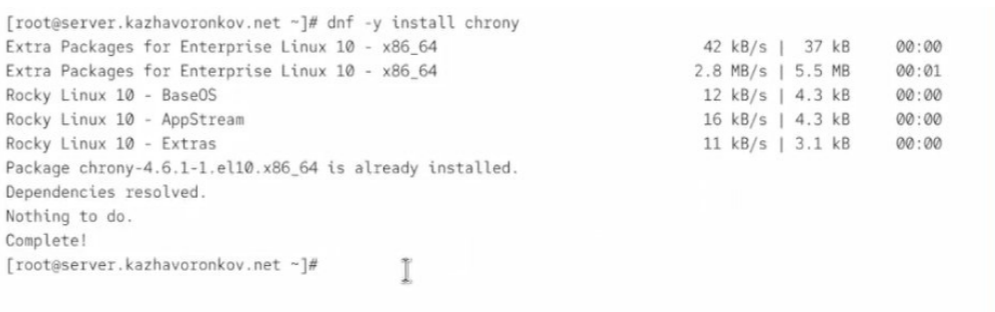 [root@server.kazhavoronkov.net ~]# dnf -y install chrony
Extra Packages for Enterprise Linux 10 - x86_64 42 kB/s | 37 kB 00:00
Extra Packages for Enterprise Linux 10 - x86_64 2.8 MB/s | 5.5 MB 00:01
Rocky Linux 10 - BaseOS 12 kB/s | 4.3 kB 00:00
Rocky Linux 10 - AppStream 16 kB/s | 4.3 kB 00:00
Rocky Linux 10 - Extras 11 kB/s | 3.1 kB 00:00
Package chrony-4.6.1-1.el10.x86_64 is already installed.
Dependencies resolved.
Nothing to do.
Complete!
[root@server.kazhavoronkov.net ~]#